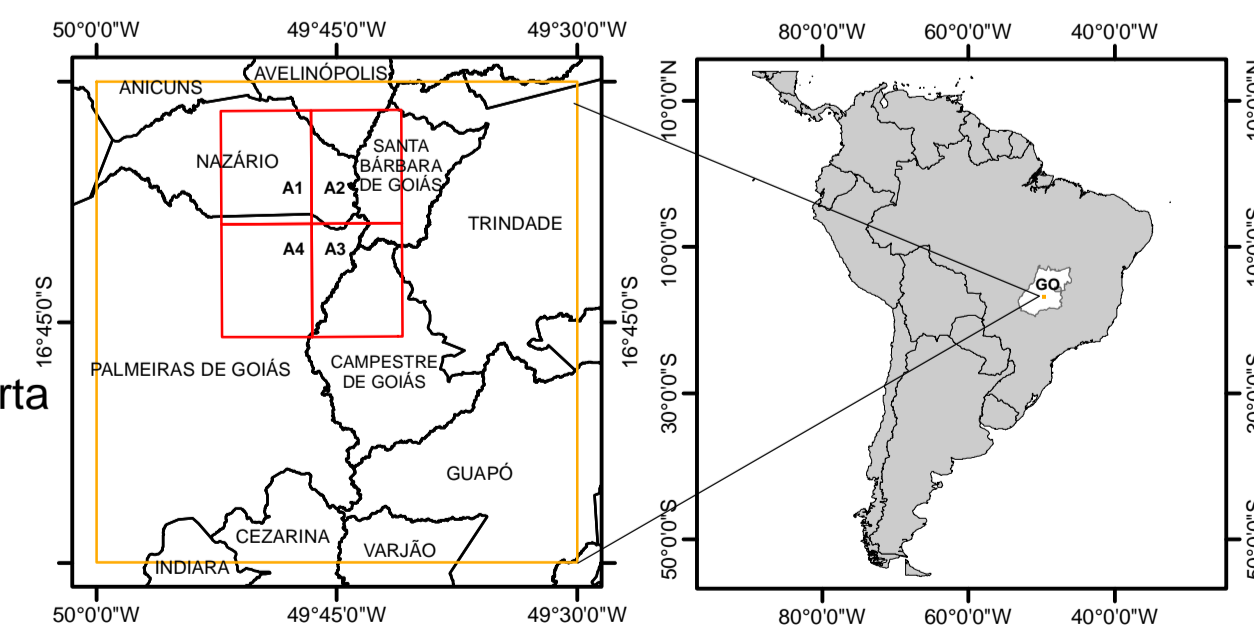 50°0'0"W 49°45'0"W 49°30'0"W
80°0'0"W 60°0'0"W 40°0'0"W
AVELINÓPOLIS
ANICUNS
10°0'0"N
SANTA
BÁRBARA
DE GOIÁS
NAZÁRIO
A1 A2
TRINDADE
A4 A3
10°0'0"S
GO
16°45'0"S
16°45'0"S
PALMEIRAS DE GOIÁS
CAMPESTRE
DE GOIÁS
rta
30°0'0"S
GUAPÓ
CEZARINA
VARJÃO
INDIARA
50°0'0"S
50°0'0"W 49°45'0"W 49°30'0"W
80°0'0"W 60°0'0"W 40°0'0"W